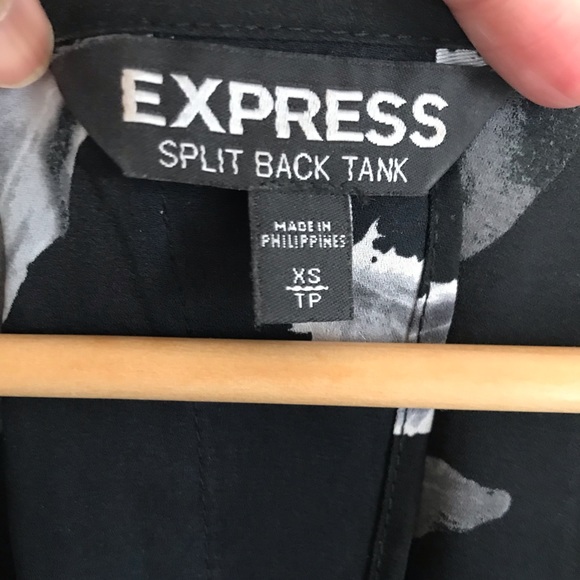 EXPRESS
SPLIT BACK TANK
MADE IN
PHILIPPINES
XS
TP